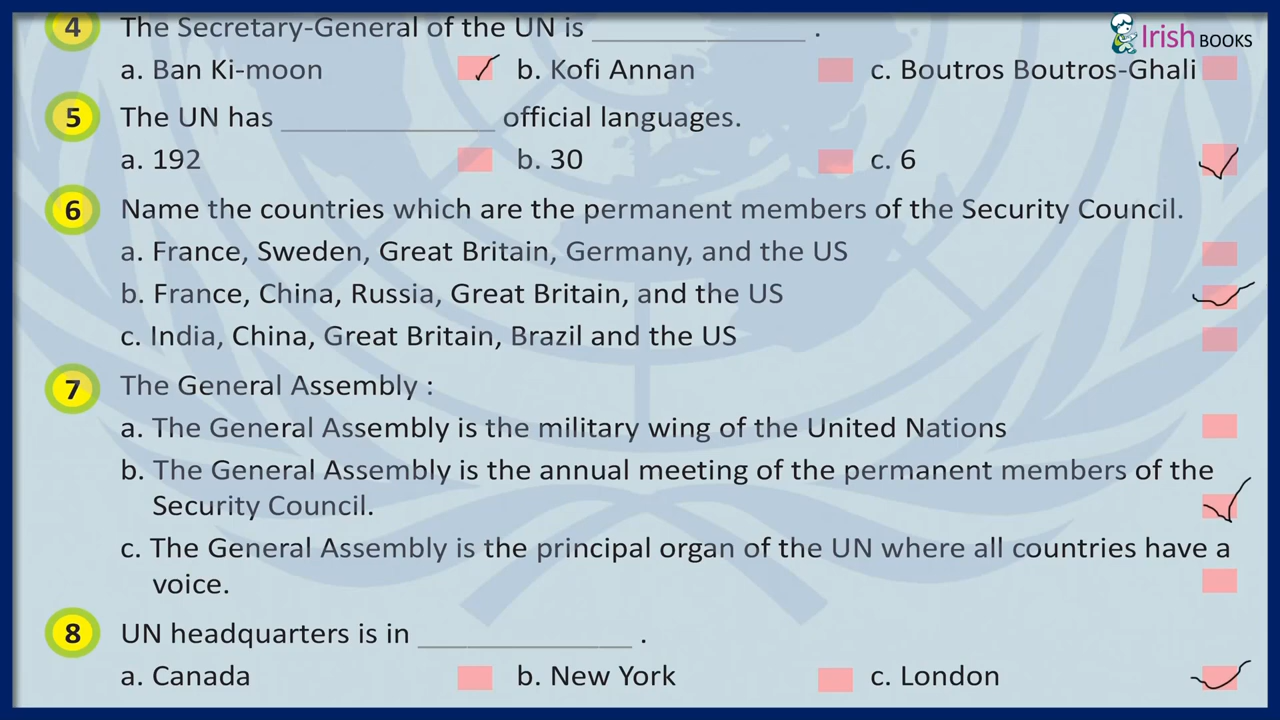 4 The Secretary-General of the UN is ______________ .
Irish BOOKS
a. Ban Ki-moon b. Kofi Annan c. Boutros Boutros-Ghali
5 The UN has ______________ official languages.
a. 192 b. 30 c. 6
6 Name the countries which are the permanent members of the Security Council.
a. France, Sweden, Great Britain, Germany, and the US
b. France, China, Russia, Great Britain, and the US
c. India, China, Great Britain, Brazil and the US
7 The General Assembly :
a. The General Assembly is the military wing of the United Nations
b. The General Assembly is the annual meeting of the permanent members of the
Security Council.
c. The General Assembly is the principal organ of the UN where all countries have a
voice.
8 UN headquarters is in ______________ .
a. Canada b. New York c. London